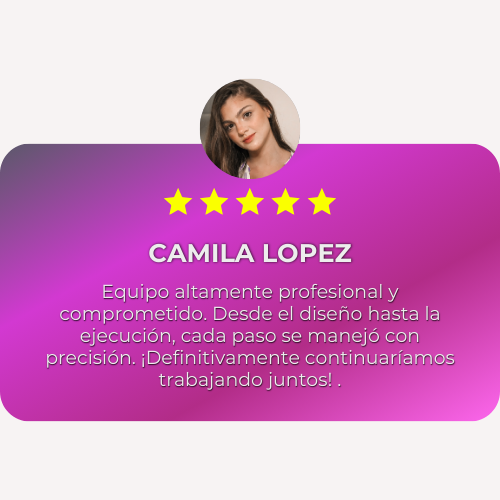 CAMILA LOPEZ
Equipo altamente profesional y
comprometido. Desde el diseño hasta la
ejecución, cada paso se manejó con
precisión. ¡Definitivamente continuaríamos
trabajando juntos! .